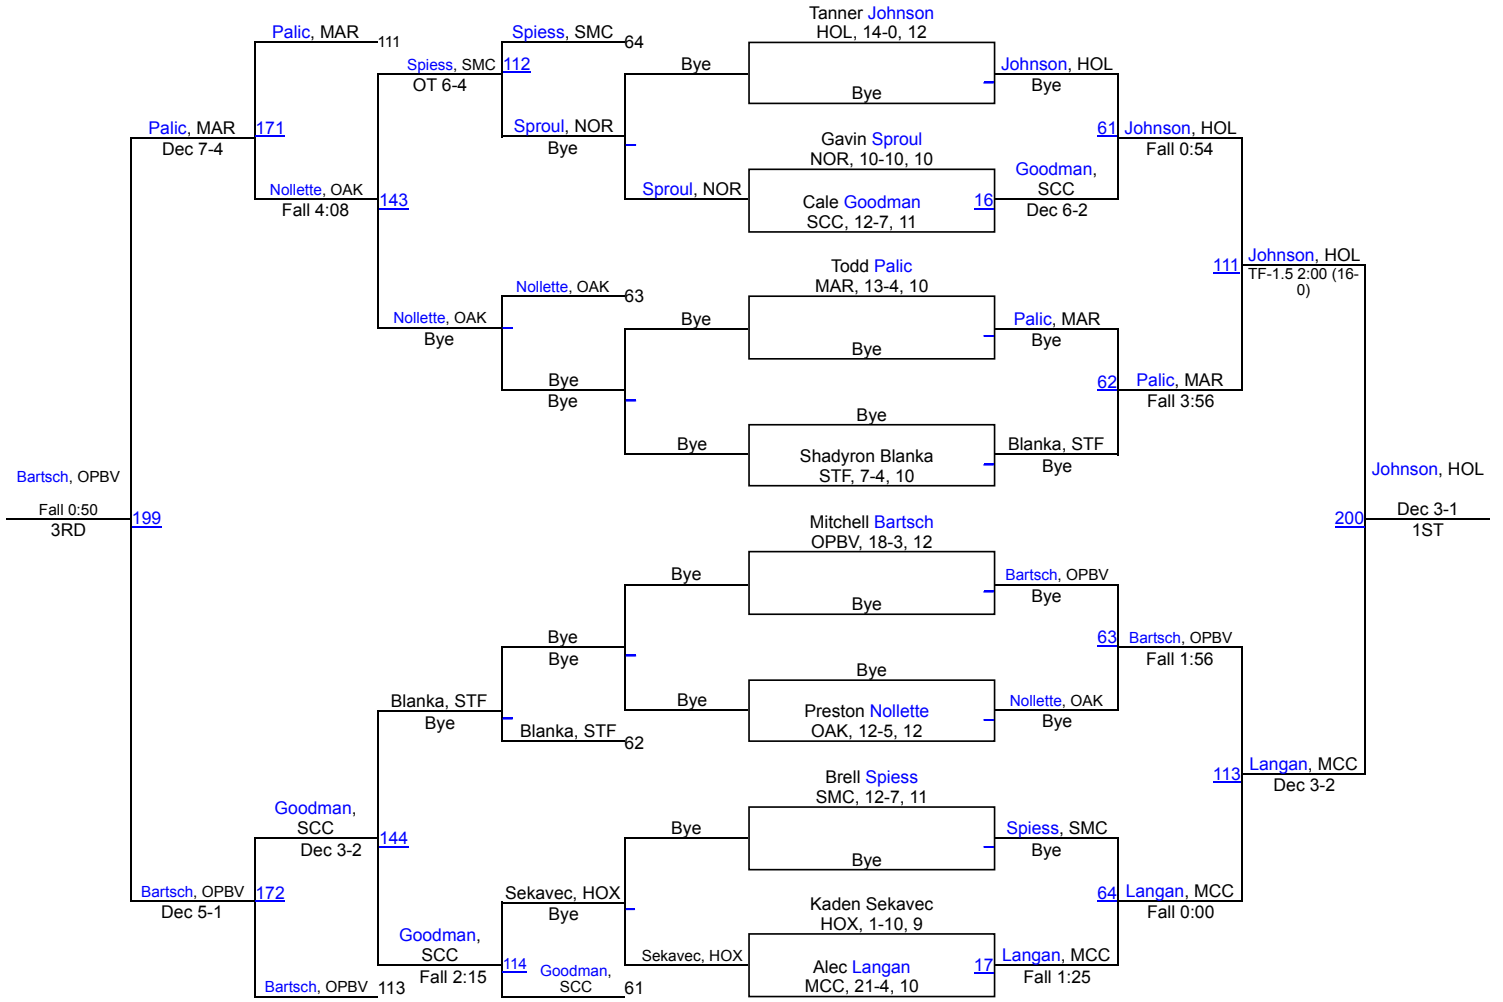 Tanner Johnson
HOL, 14-0, 12
Bye
Gavin Sproul
NOR, 10-10, 10
Cale Goodman
SCC, 12-7, 11
16
Todd Palic
MAR, 13-4, 10
Bye
Bye
Shadyron Blanka
STF, 7-4, 10
Mitchell Bartsch
OPBV, 18-3, 12
Bye
Bye
Preston Nollette
OAK, 12-5, 12
Brell Spiess
SMC, 12-7, 11
Bye
Kaden Sekavec
HOX, 1-10, 9
Alec Langan
MCC, 21-4, 10
17
Johnson, HOL
Bye
Goodman,
SCC
Dec 6-2
Palic, MAR
Bye
Blanka, STF
Bye
Bartsch, OPBV
Bye
Nollette, OAK
Bye
Spiess, SMC
Bye
Langan, MCC
Fall 1:25
61
Johnson, HOL
Fall 0:54
62
Palic, MAR
Fall 3:56
63
Bartsch, OPBV
Fall 1:56
64
Langan, MCC
Fall 0:00
111
Johnson, HOL
TF-1.5 2:00 (16-
0)
113
Langan, MCC
Dec 3-2
200
Johnson, HOL
Dec 3-1
1ST
Bye
Sproul, NOR
Bye
Bye
Bye
Bye
Bye
Sekavec, HOX
Spiess, SMC
64
Sproul, NOR
Bye
Nollette, OAK
63
Bye
Bye
Bye
Bye
Blanka, STF
62
Sekavec, HOX
Bye
Goodman,
SCC
61
Spiess, SMC
112
OT 6-4
Nollette, OAK
Bye
Blanka, STF
Bye
Goodman,
SCC
114
Fall 2:15
Palic, MAR
111
Nollette, OAK
143
Fall 4:08
Goodman,
SCC
144
Dec 3-2
Bartsch, OPBV
113
Palic, MAR
171
Dec 7-4
Bartsch, OPBV
172
Dec 5-1
Bartsch, OPBV
Fall 0:50
199
3RD